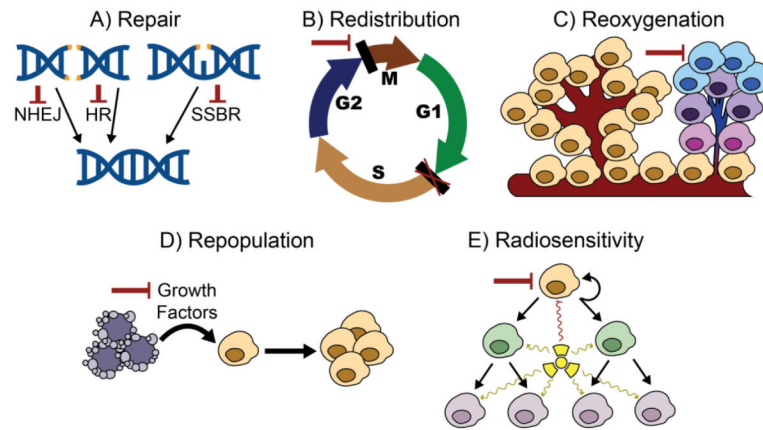 A) Repair
NHEJ
HR
SSBR
B) Redistribution
M
G1
S
G2
C) Reoxygenation
D) Repopulation
Growth
Factors
E) Radiosensitivity